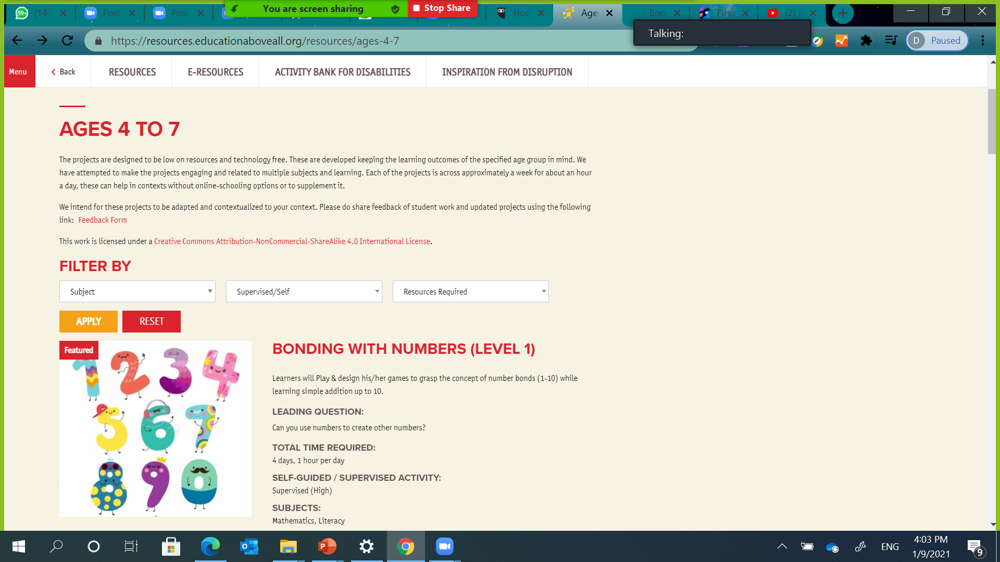 You are screen sharing
Stop Share
99+
(147
Post
Post
Hoo
Ages
Bon
First
(2) B
Talking:
https://resources.educationaboveall.org/resources/ages-4-7
D
Paused
Menu
Back
RESOURCES
E-RESOURCES
ACTIVITY BANK FOR DISABILITIES
INSPIRATION FROM DISRUPTION
AGES 4 TO 7
The projects are designed to be low on resources and technology free. These are developed keeping the learning outcomes of the specified age group in mind. We
have attempted to make the projects engaging and related to multiple subjects and learning. Each of the projects is across approximately a week for about an hour
a day, these can help in contexts without online-schooling options or to supplement it.
We intend for these projects to be adapted and contextualized to your context. Please do share feedback of student work and updated projects using the following
link: Feedback Form
This work is licensed under a Creative Commons Attribution-NonCommercial-ShareAlike 4.0 International License.
FILTER BY
Subject
Supervised/Self
Resources Required
APPLY
RESET
Featured
1 2 3 4
5 6 7
8 9 0
BONDING WITH NUMBERS (LEVEL 1)
Learners will Play & design his/her games to grasp the concept of number bonds (1-10) while
learning simple addition up to 10.
LEADING QUESTION:
Can you use numbers to create other numbers?
TOTAL TIME REQUIRED:
4 days, 1 hour per day
SELF-GUIDED / SUPERVISED ACTIVITY:
Supervised (High)
SUBJECTS:
Mathematics, Literacy
ENG
4:03 PM
1/9/2021
9